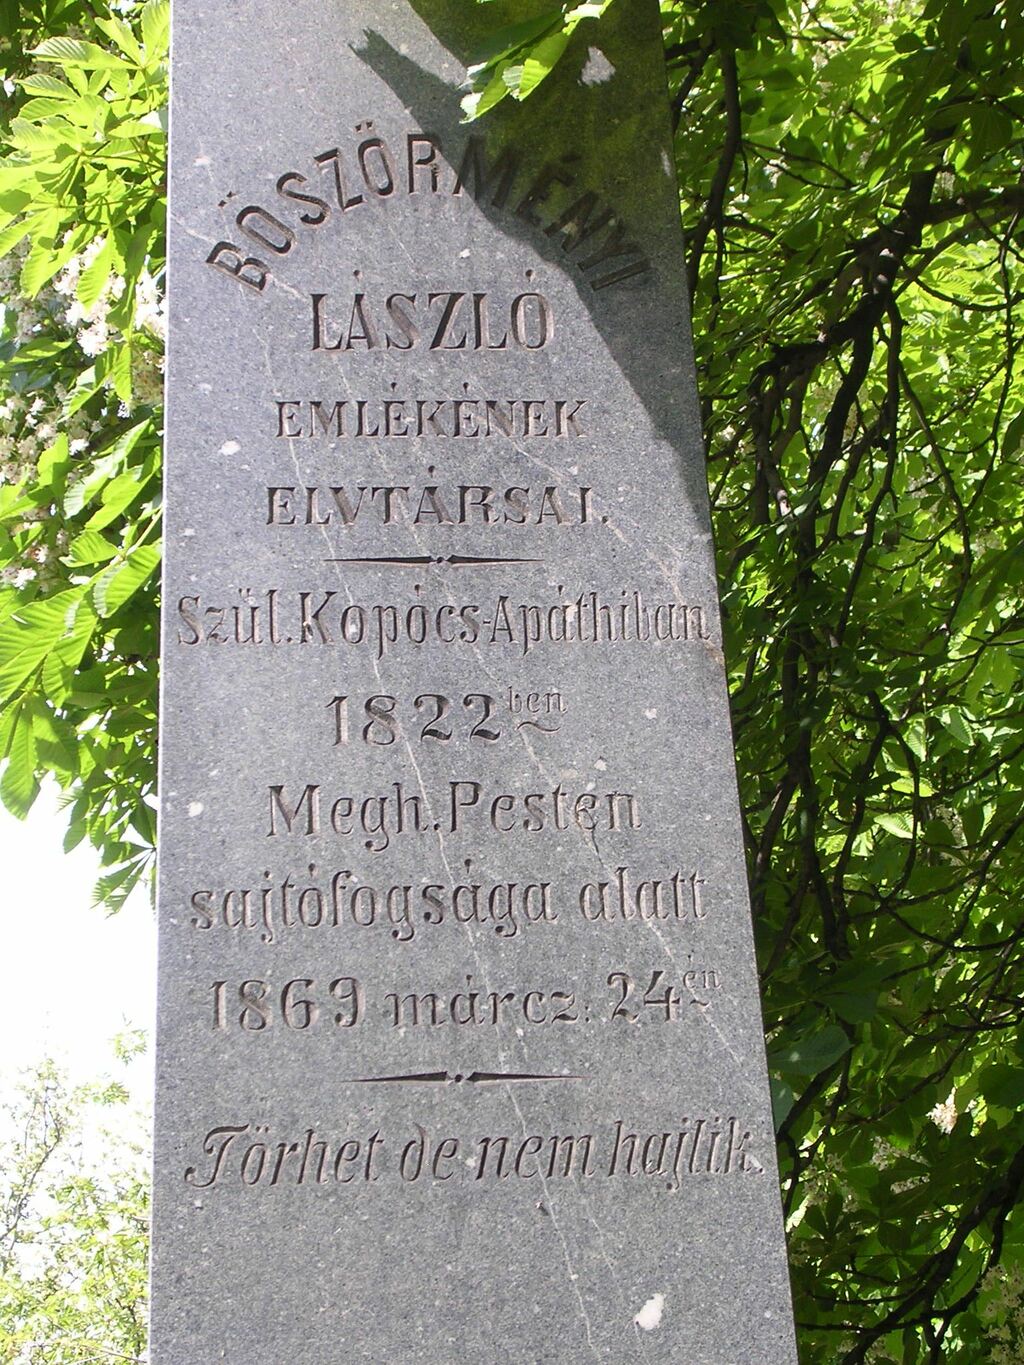 BÖSZÖRMÉNYI
LÁSZLÓ
EMLÉKÉNEK
ELVTÁRSAI.
Szül. Kopócs-Apáthiban
1822ben
Megh. Pesten
sajtófogsága alatt
1869 márcz: 24én
Törhet de nem hajlik.